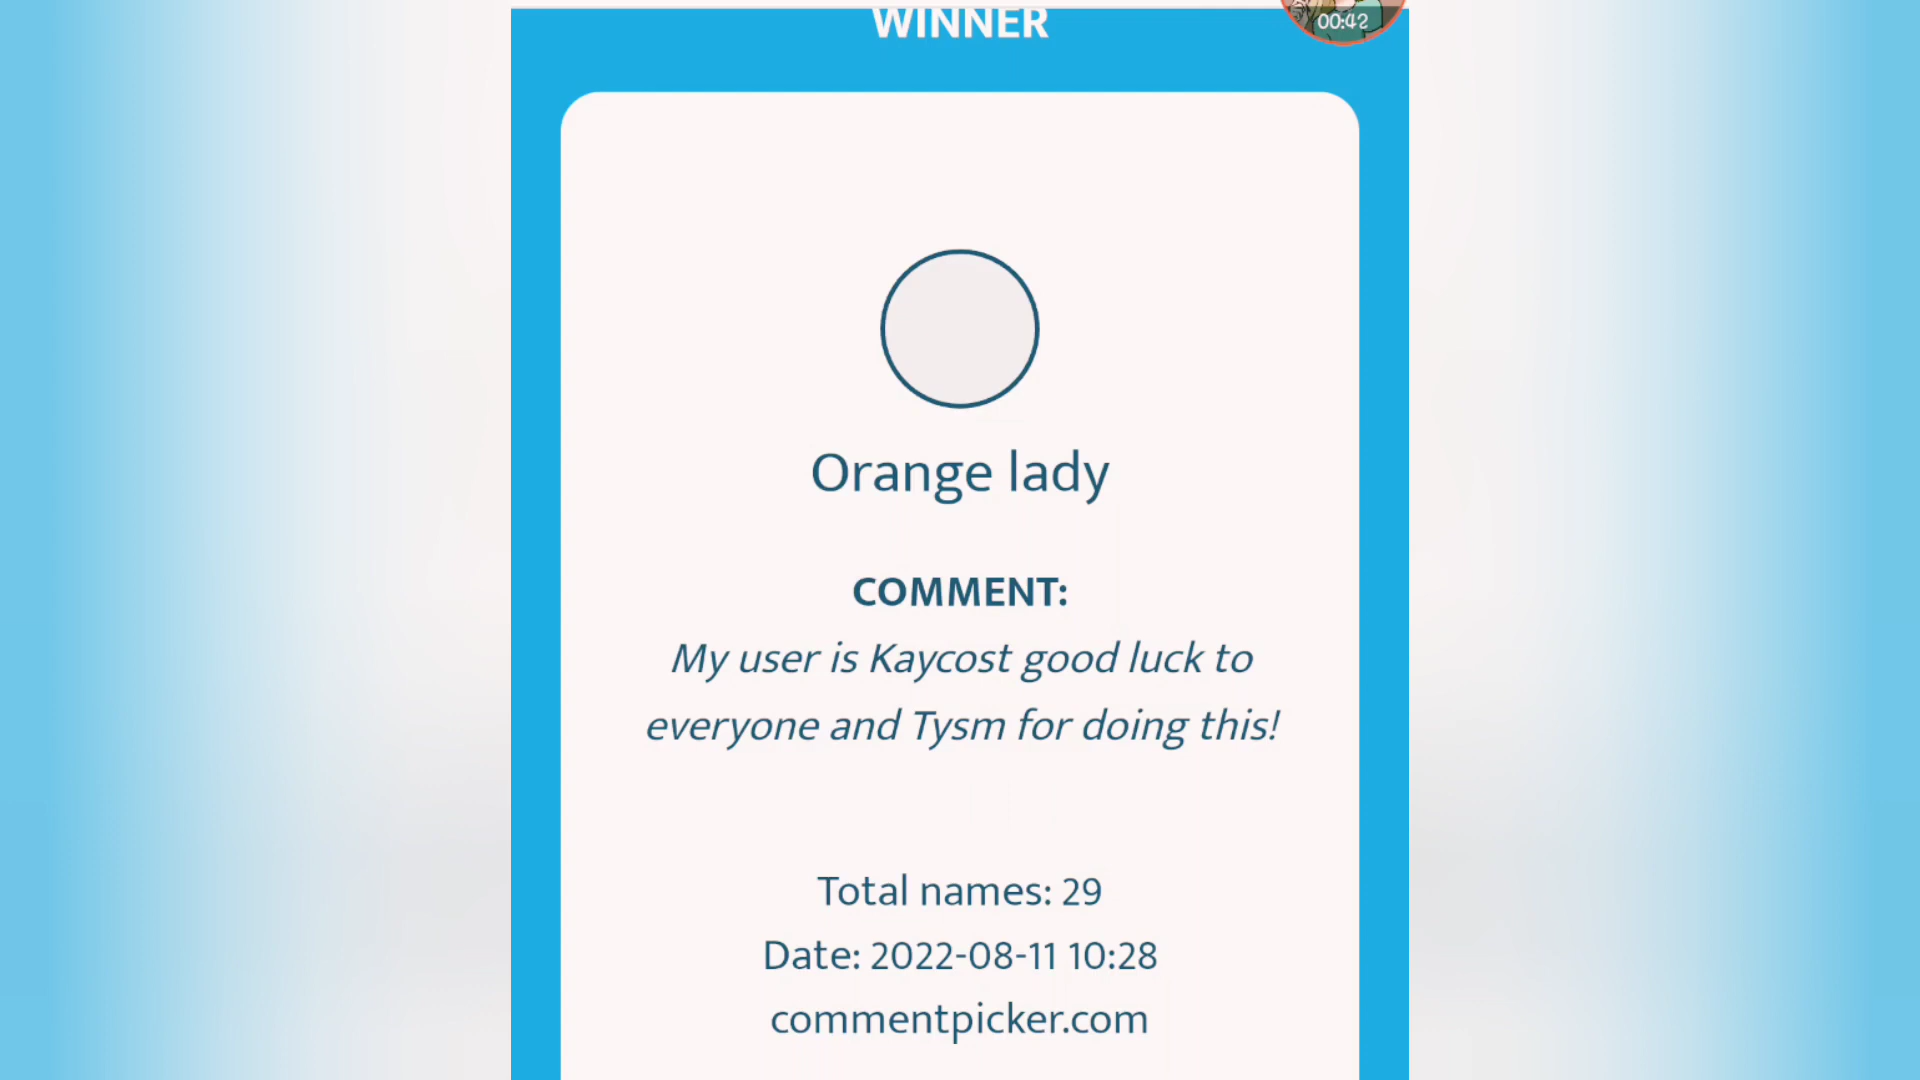 WINNER
00:42
Orange lady
COMMENT:
My user is Kaycost good luck to
everyone and Tysm for doing this!
Total names: 29
Date: 2022-08-11 10:28
commentpicker.com